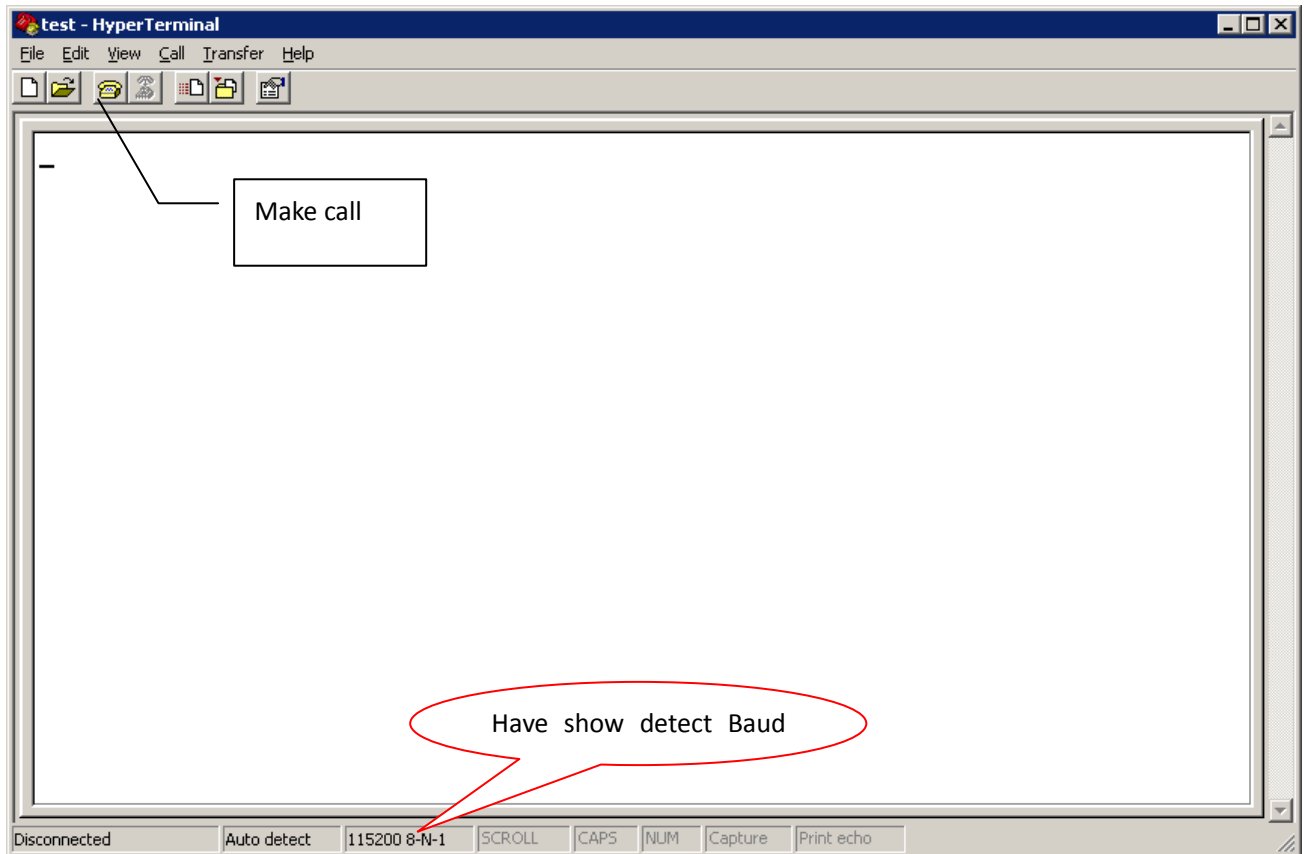 test - HyperTerminal
File Edit View Call Transfer Help
Make call
Have show detect Baud
Disconnected Auto detect 115200 8-N-1 SCROLL CAPS NUM Capture Print echo